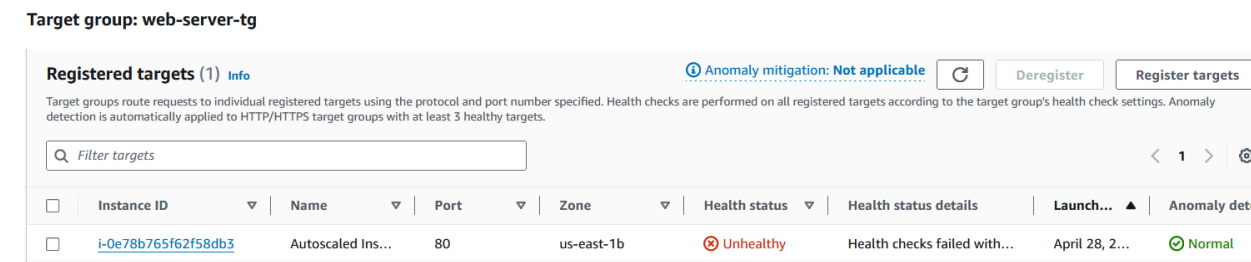 Target group: web-server-tg
Registered targets (1) Info
Anomaly mitigation: Not applicable
Deregister
Register targets
Target groups route requests to individual registered targets using the protocol and port number specified. Health checks are performed on all registered targets according to the target group's health check settings. Anomaly
detection is automatically applied to HTTP/HTTPS target groups with at least 3 healthy targets.
Filter targets
1
Instance ID Name Port Zone Health status Health status details Launch... Anomaly det
i-0e78b765f62f58db3 Autoscaled Ins... 80 us-east-1b Unhealthy Health checks failed with... April 28, 2... Normal